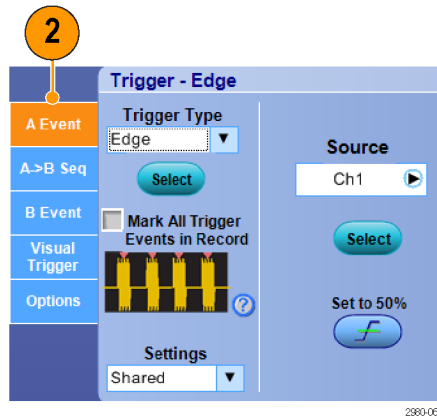 2
Trigger - Edge
A Event
A->B Seq
B Event
Visual
Trigger
Options
Trigger Type
Edge
Select
Mark All Trigger
Events in Record
?
Settings
Shared
Source
Ch1
Select
Set to 50%
2980-06